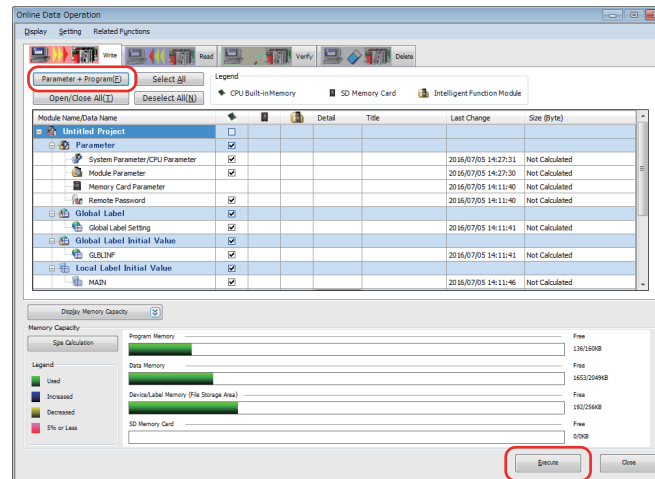 Online Data Operation
Display Setting Related Functions
Write Read Verify Delete
Parameter + Program(F) Select All
Legend
CPU Built-in Memory SD Memory Card Intelligent Function Module
Open/Close All(T) Deselect All(N)
Module Name/Data Name Detail Title Last Change Size (Byte)
Untitled Project
Parameter
System Parameter/CPU Parameter 2016/07/05 14:27:31 Not Calculated
Module Parameter 2016/07/05 14:27:30 Not Calculated
Memory Card Parameter 2016/07/05 14:11:40 Not Calculated
Remote Password 2016/07/05 14:11:40 Not Calculated
Global Label
Global Label Setting 2016/07/05 14:11:41 Not Calculated
Global Label Initial Value
GLBLINF 2016/07/05 14:11:41 Not Calculated
Local Label Initial Value
MAIN 2016/07/05 14:11:46 Not Calculated
Display Memory Capacity
Memory Capacity
Size Calculation
Program Memory Free
136/160KB
Legend
Used
Increased
Decreased
5% or Less
Data Memory Free
1653/2049KB
Device/Label Memory (File Storage Area) Free
192/256KB
SD Memory Card Free
0/0KB
Execute Close